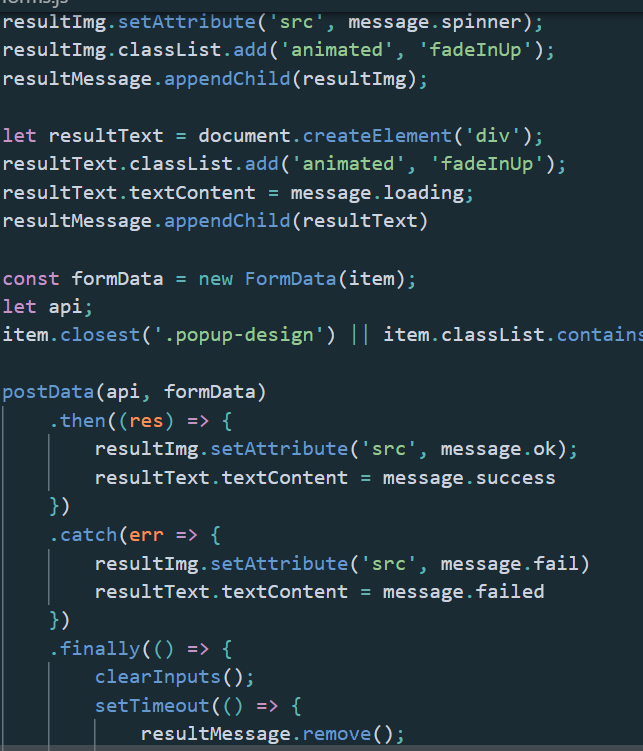 forms.js
resultImg.setAttribute('src', message.spinner);
resultImg.classList.add('animated', 'fadeInUp');
resultMessage.appendChild(resultImg);
let resultText = document.createElement('div');
resultText.classList.add('animated', 'fadeInUp');
resultText.textContent = message.loading;
resultMessage.appendChild(resultText)
const formData = new FormData(item);
let api;
item.closest('.popup-design') || item.classList.contains
postData(api, formData)
.then((res) => {
resultImg.setAttribute('src', message.ok);
resultText.textContent = message.success
})
.catch(err => {
resultImg.setAttribute('src', message.fail)
resultText.textContent = message.failed
})
.finally(() => {
clearInputs();
setTimeout(() => {
resultMessage.remove();